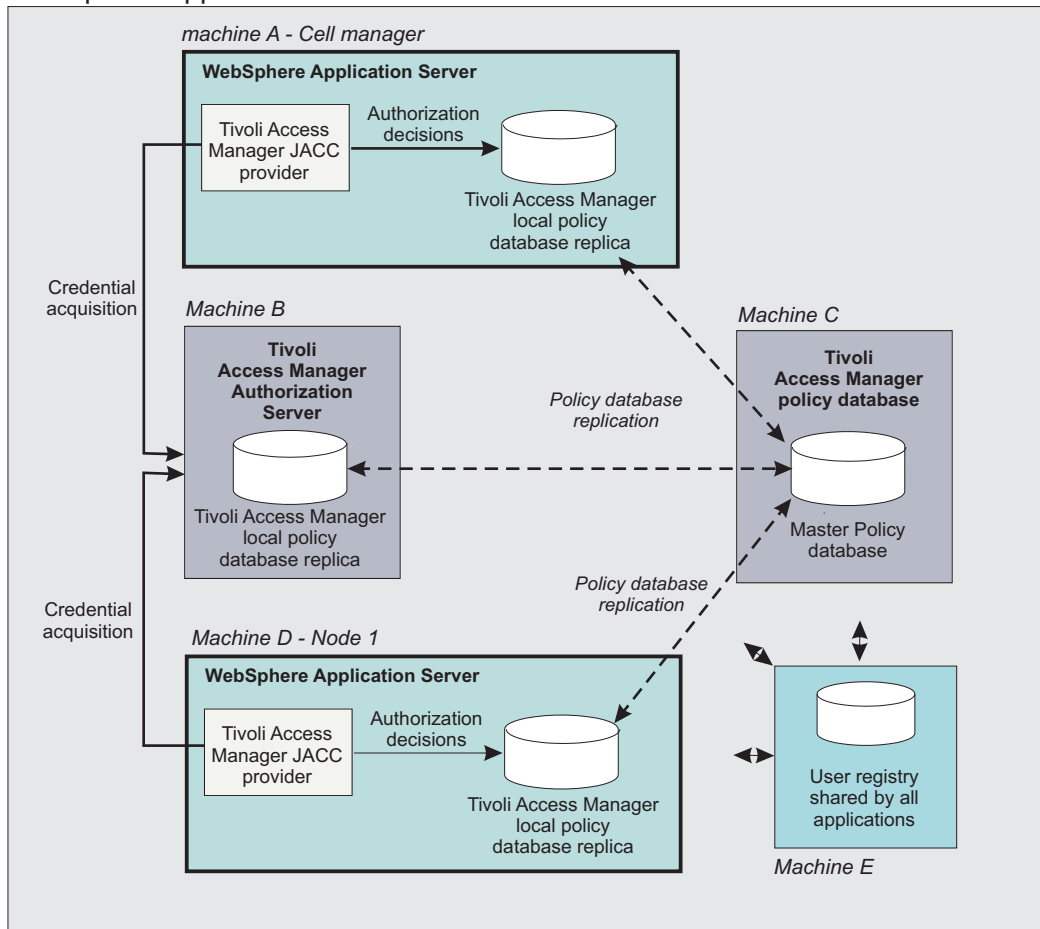 machine A - Cell manager
WebSphere Application Server
Tivoli Access
Manager JACC
provider
Authorization
decisions
Tivoli Access Manager
local policy
database replica
Credential
acquisition
Machine B
Tivoli
Access Manager
Authorization
Server
Tivoli Access Manager
local policy
database replica
Policy database
replication
Machine C
Tivoli
Access Manager
policy database
Master Policy
database
Policy database
replication
Credential
acquisition
Machine D - Node 1
WebSphere Application Server
Tivoli Access
Manager JACC
provider
Authorization
decisions
Tivoli Access Manager
local policy
database replica
User registry
shared by all
applications
Machine E